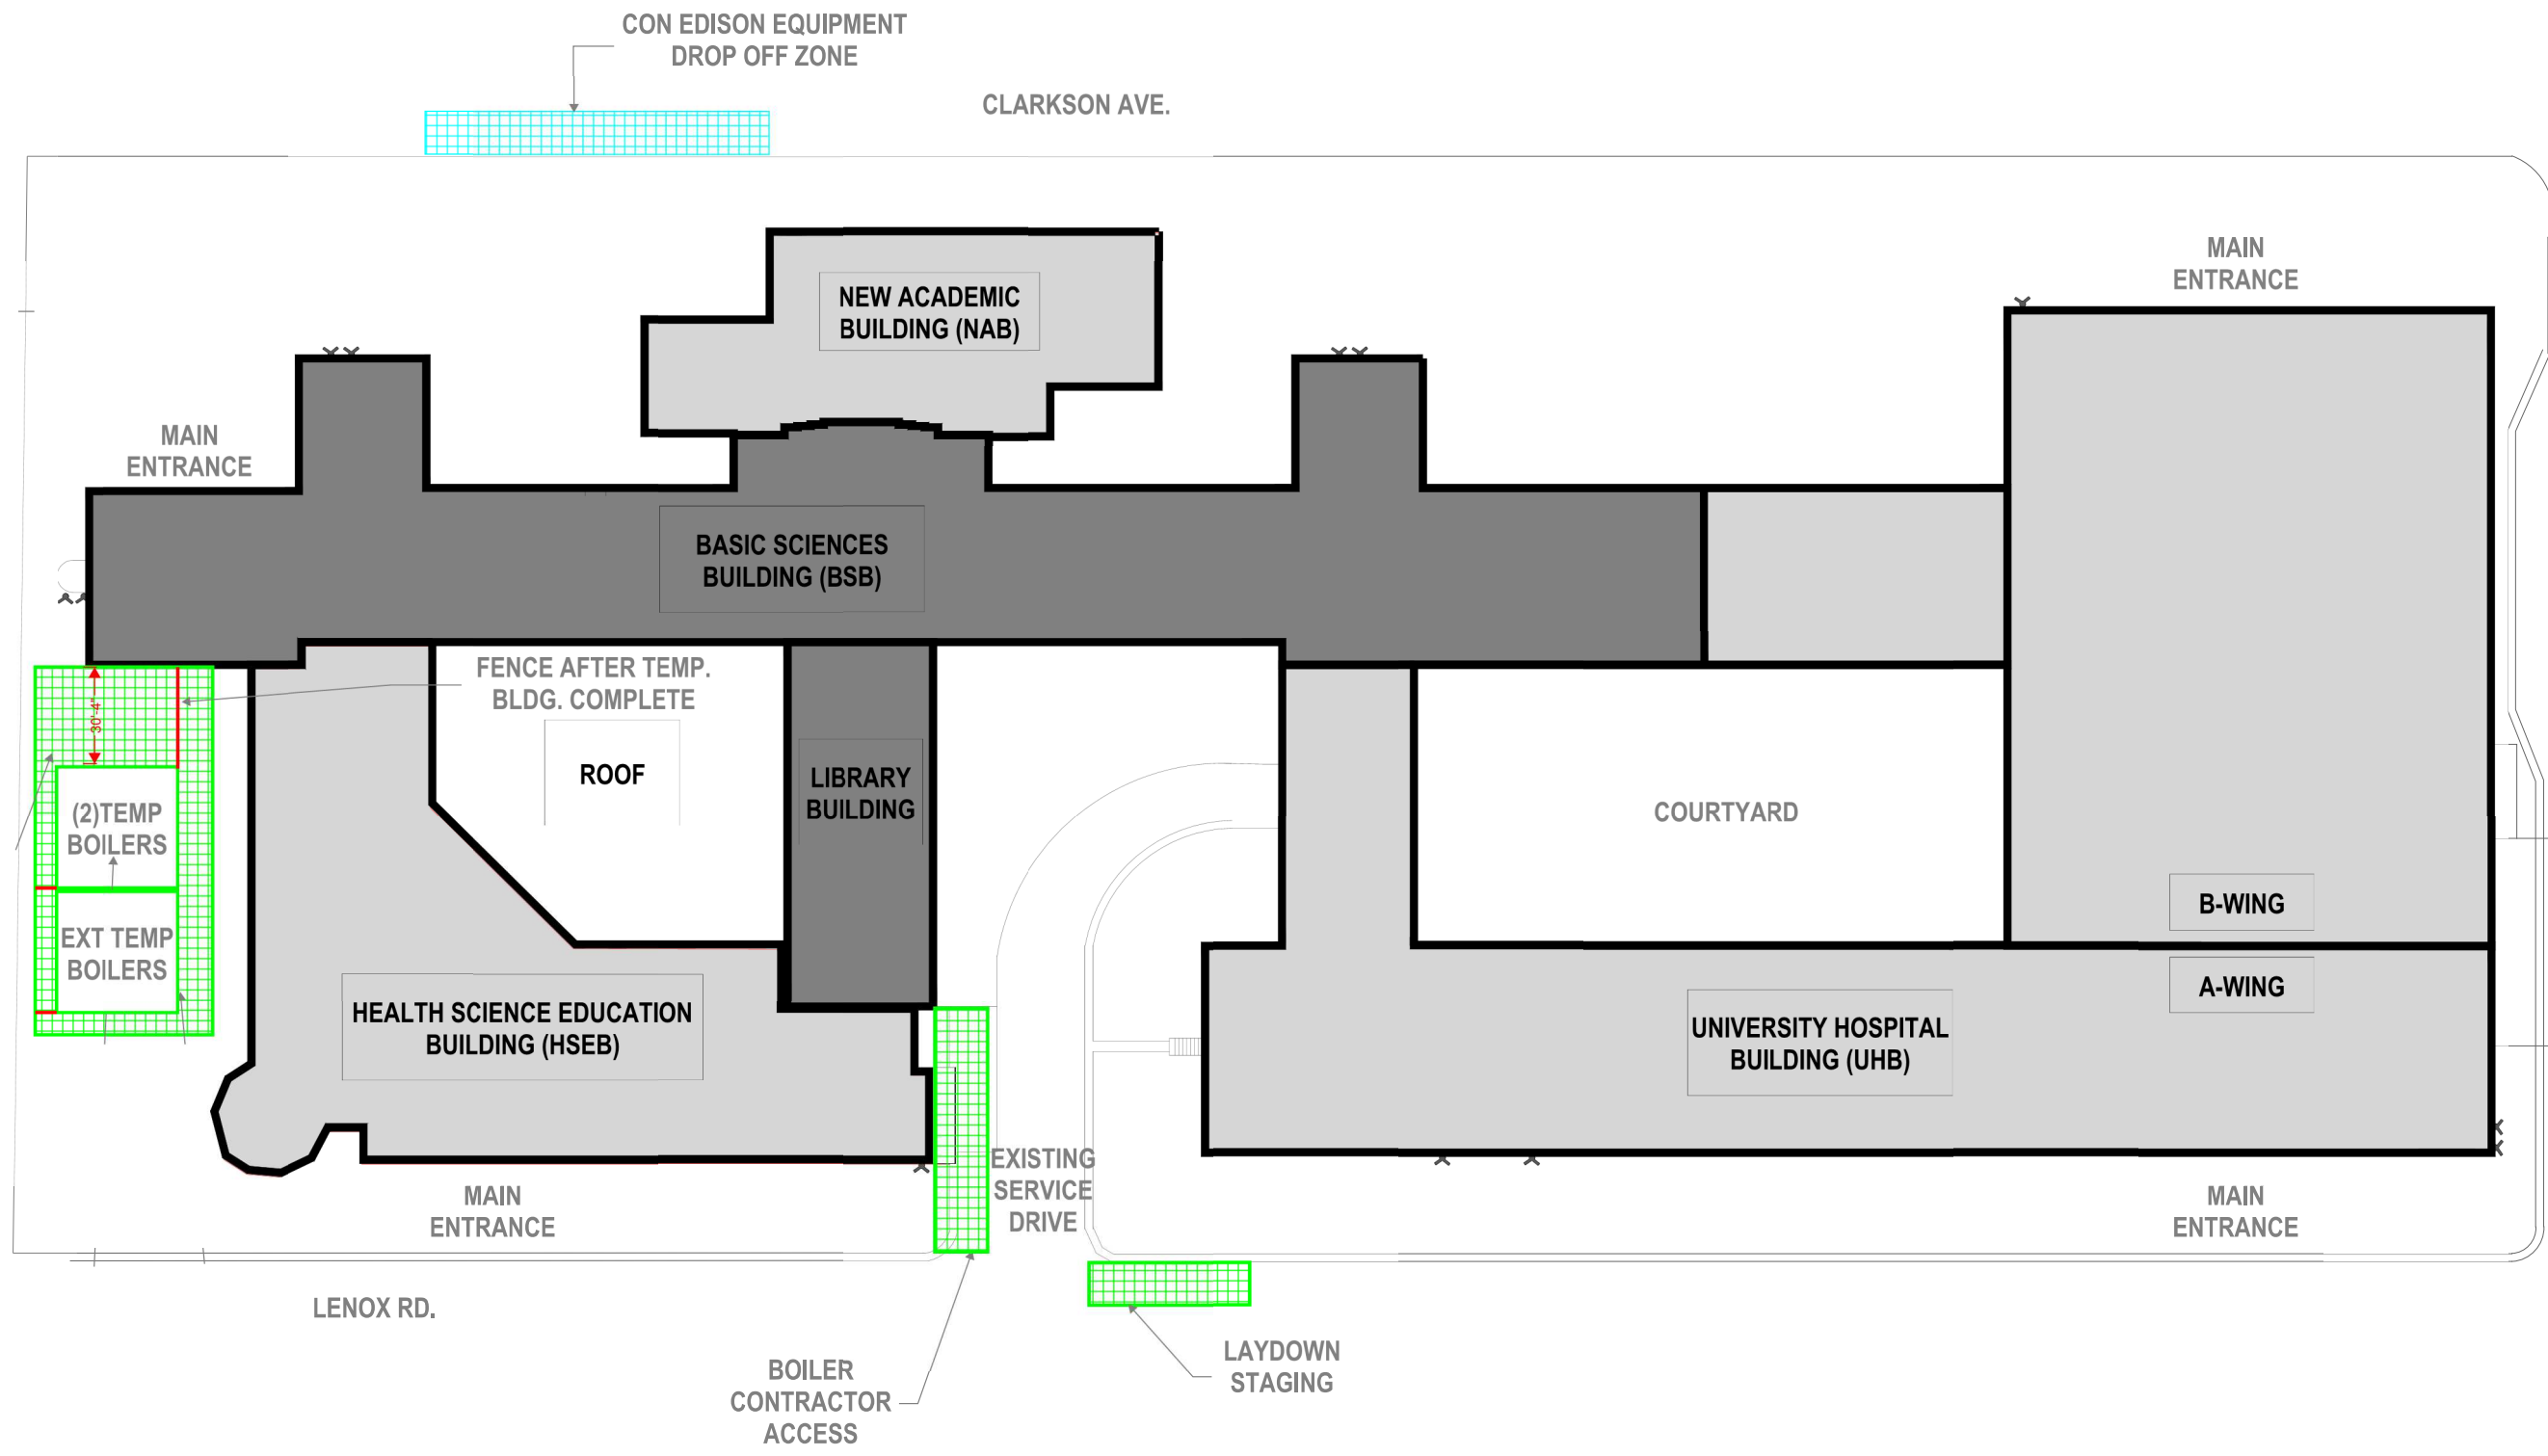 CON EDISON EQUIPMENT
DROP OFF ZONE
CLARKSON AVE.
MAIN
ENTRANCE
NEW ACADEMIC
BUILDING (NAB)
MAIN
ENTRANCE
BASIC SCIENCES
BUILDING (BSB)
FENCE AFTER TEMP.
BLDG. COMPLETE
30'-4"
ROOF
LIBRARY
BUILDING
(2)TEMP
BOILERS
COURTYARD
B-WING
EXT TEMP
BOILERS
A-WING
HEALTH SCIENCE EDUCATION
BUILDING (HSEB)
UNIVERSITY HOSPITAL
BUILDING (UHB)
EXISTING
SERVICE
DRIVE
MAIN
ENTRANCE
MAIN
ENTRANCE
LENOX RD.
LAYDOWN
STAGING
BOILER
CONTRACTOR
ACCESS